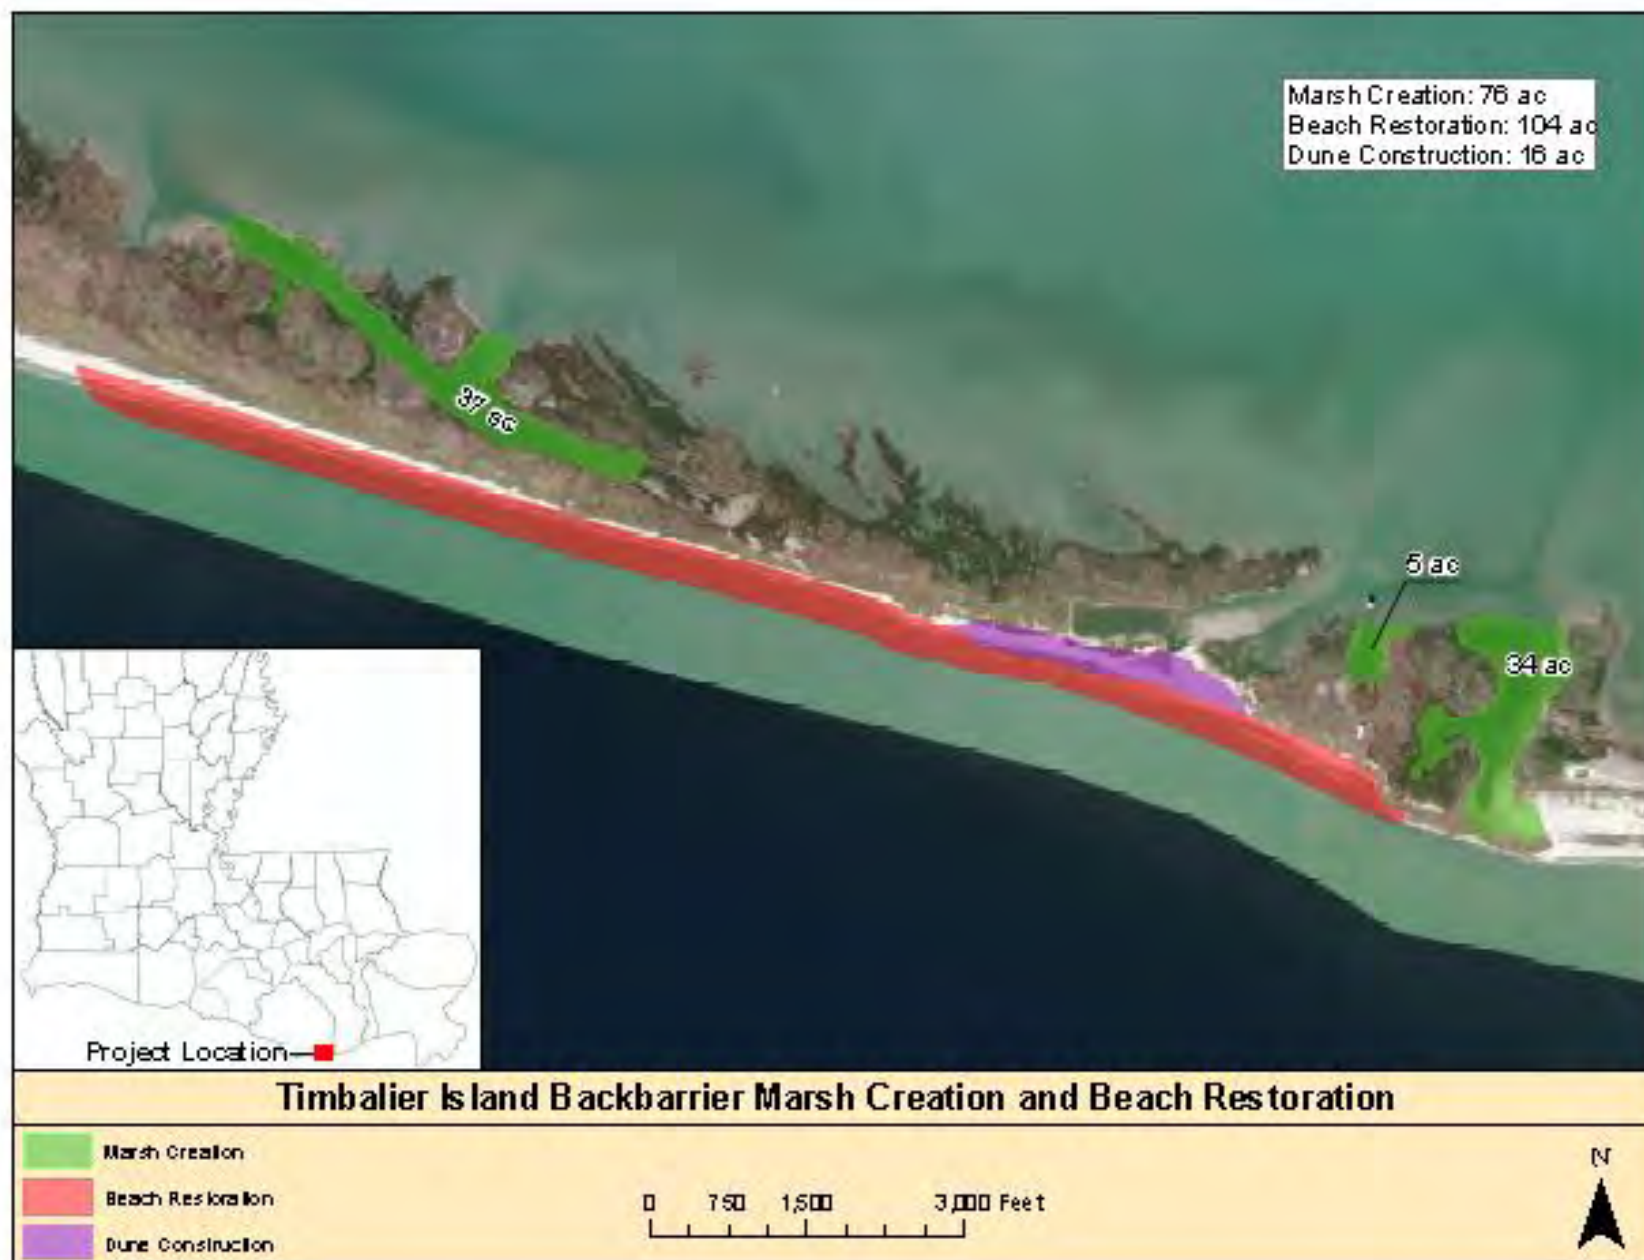 Marsh Creation: 76 ac
Beach Restoration: 104 ac
Dune Construction: 16 ac
37 ac
5 ac
34 ac
Project Location
Timbalier Island Backbarrier Marsh Creation and Beach Restoration
Marsh Creation
Beach Restoration
Dune Construction
0 750 1,500 3,000 Feet
N